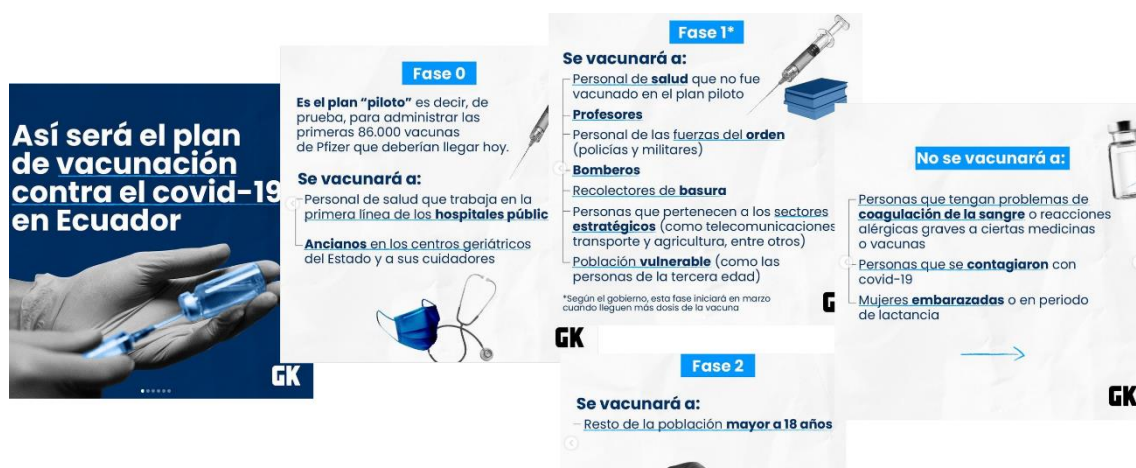 Así será el plan
de vacunación
contra el covid-19
en Ecuador
GK
Fase 0
Es el plan “piloto” es decir, de
prueba, para administrar las
primeras 86.000 vacunas
de Pfizer que deberían llegar hoy.
Se vacunará a:
Personal de salud que trabaja en la
primera línea de los hospitales públic
Ancianos en los centros geriátricos
del Estado y a sus cuidadores
Fase 1*
Se vacunará a:
Personal de salud que no fue
vacunado en el plan piloto
Profesores
Personal de las fuerzas del orden
(policías y militares)
Bomberos
Recolectores de basura
Personas que pertenecen a los sectores
estratégicos (como telecomunicaciones
transporte y agricultura, entre otros)
Población vulnerable (como las
personas de la tercera edad)
*Según el gobierno, esta fase iniciará en marzo
cuando lleguen más dosis de la vacuna
G
GK
Fase 2
Se vacunará a:
Resto de la población mayor a 18 años
No se vacunará a:
Personas que tengan problemas de
coagulación de la sangre o reacciones
alérgicas graves a ciertas medicinas
o vacunas
Personas que se contagiaron con
covid-19
Mujeres embarazadas o en periodo
de lactancia
GK